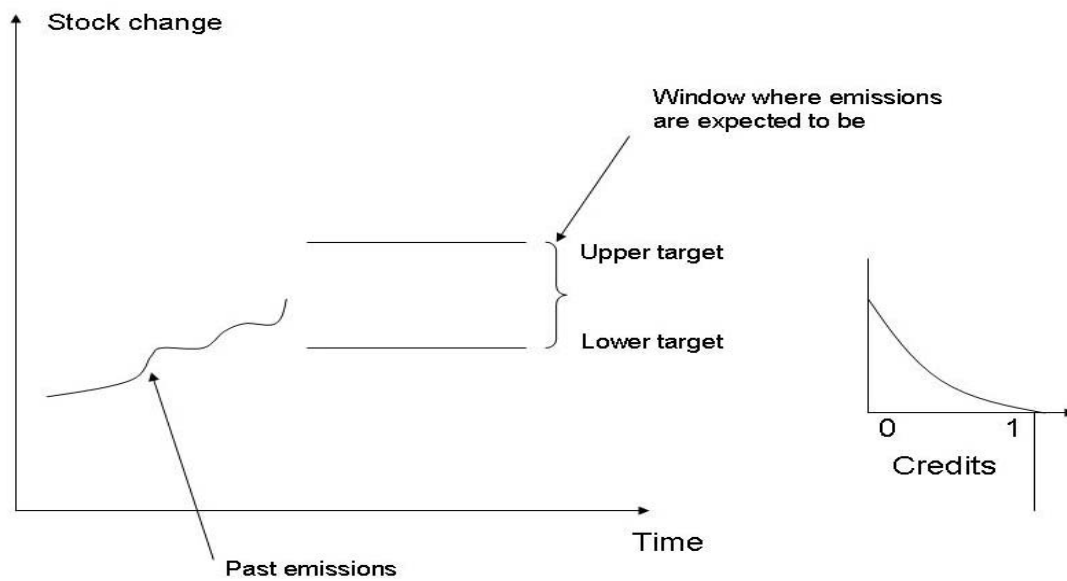 Stock change
Window where emissions
are expected to be
Upper target
Lower target
0 1
Credits
Time
Past emissions